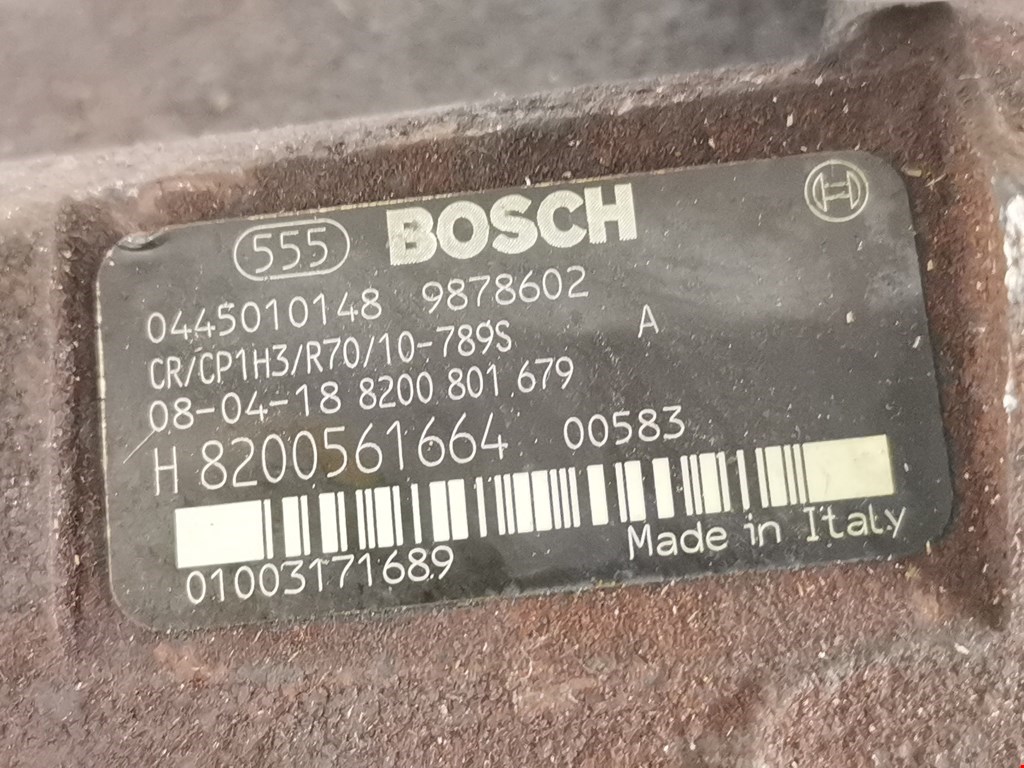 555 BOSCH
0445010148 9878602
CR/CP1H3/R70/10-789S A
08-04-18 8200 801 679
H 8200561664 00583
01003171689 Made in Italy